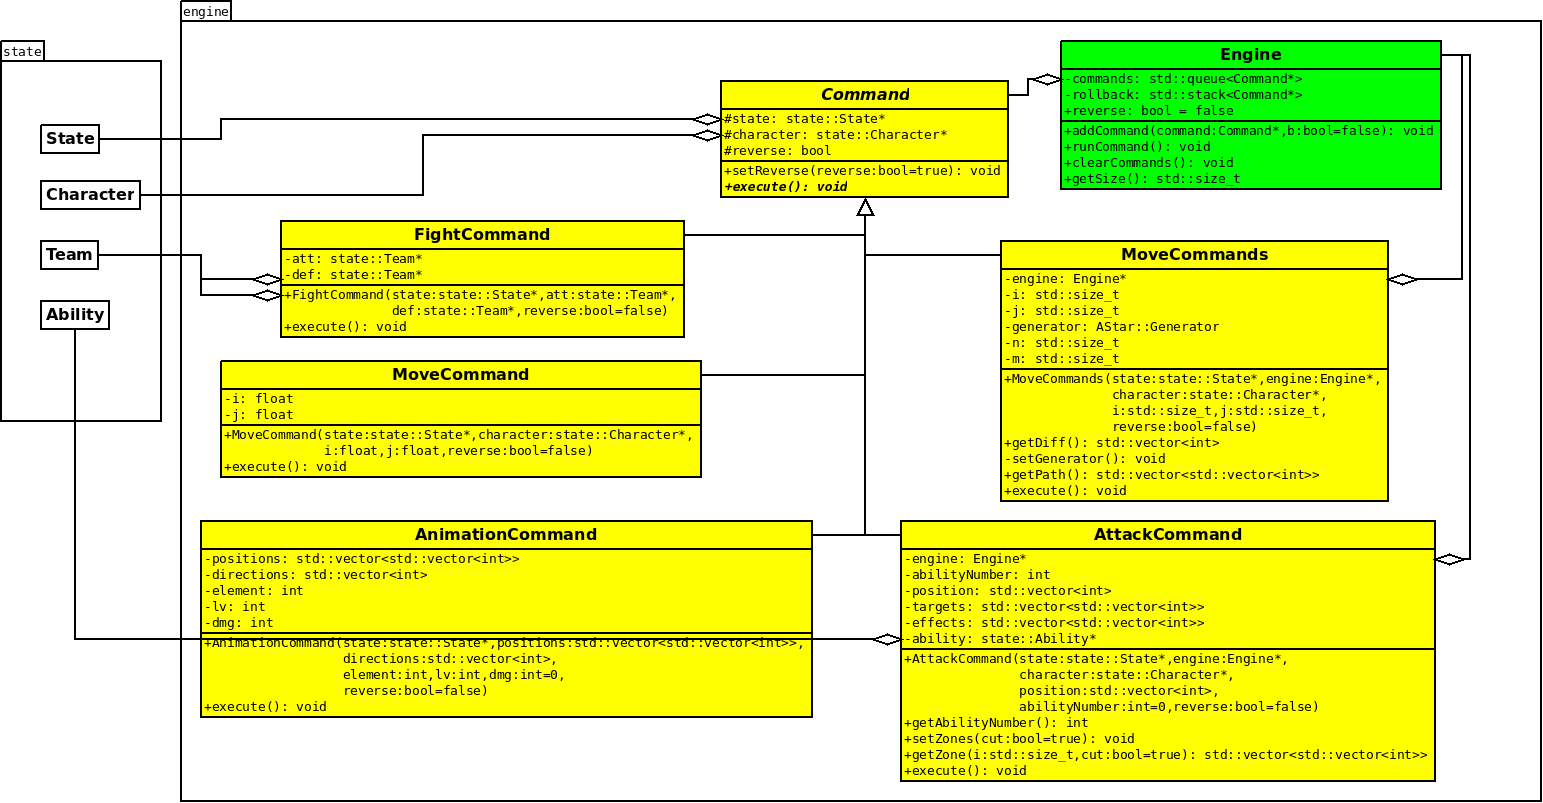 engine
state
State
Character
Team
Ability
Command
#state: state::State*
#character: state::Character*
#reverse: bool
+setReverse(reverse:bool=true): void
+execute(): void
Engine
-commands: std::queue<Command*>
-rollback: std::stack<Command*>
+reverse: bool = false
+addCommand(command:Command*,b:bool=false): void
+runCommand(): void
+clearCommands(): void
+getSize(): std::size_t
FightCommand
-att: state::Team*
-def: state::Team*
+FightCommand(state:state::State*,att:state::Team*,
def:state::Team*,reverse:bool=false)
+execute(): void
MoveCommands
-engine: Engine*
-i: std::size_t
-j: std::size_t
-generator: AStar::Generator
-n: std::size_t
-m: std::size_t
+MoveCommands(state:state::State*,engine:Engine*,
character:state::Character*,
i:std::size_t,j:std::size_t,
reverse:bool=false)
+getDiff(): std::vector<int>
-setGenerator(): void
+getPath(): std::vector<std::vector<int>>
+execute(): void
MoveCommand
-i: float
-j: float
+MoveCommand(state:state::State*,character:state::Character*,
i:float,j:float,reverse:bool=false)
+execute(): void
AnimationCommand
-positions: std::vector<std::vector<int>>
-directions: std::vector<int>
-element: int
-lv: int
-dmg: int
+AnimationCommand(state:state::State*,positions:std::vector<std::vector<int>>,
directions:std::vector<int>,
element:int,lv:int,dmg:int=0,
reverse:bool=false)
+execute(): void
AttackCommand
-engine: Engine*
-abilityNumber: int
-position: std::vector<int>
-targets: std::vector<std::vector<int>>
-effects: std::vector<std::vector<int>>
-ability: state::Ability*
+AttackCommand(state:state::State*,engine:Engine*,
character:state::Character*,
position:std::vector<int>,
abilityNumber:int=0,reverse:bool=false)
+getAbilityNumber(): int
+setZones(cut:bool=true): void
+getZone(i:std::size_t,cut:bool=true): std::vector<std::vector<int>>
+execute(): void